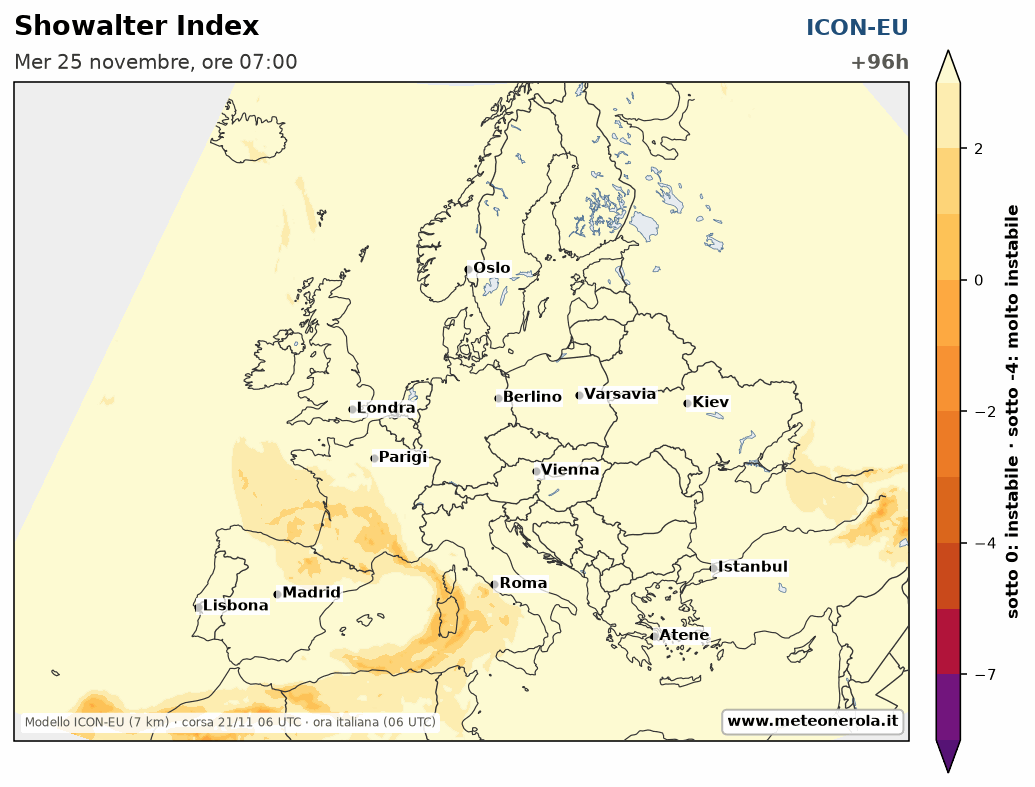 Showalter Index
ICON-EU
Mer 25 novembre, ore 07:00
+96h
Oslo
Berlino
Varsavia
Kiev
Londra
Parigi
Vienna
Istanbul
Roma
Madrid
Lisbona
Atene
Modello ICON-EU (7 km) · corsa 21/11 06 UTC · ora italiana (06 UTC)
www.meteonerola.it
2
0
−2
−4
−7
sotto 0: instabile · sotto -4: molto instabile